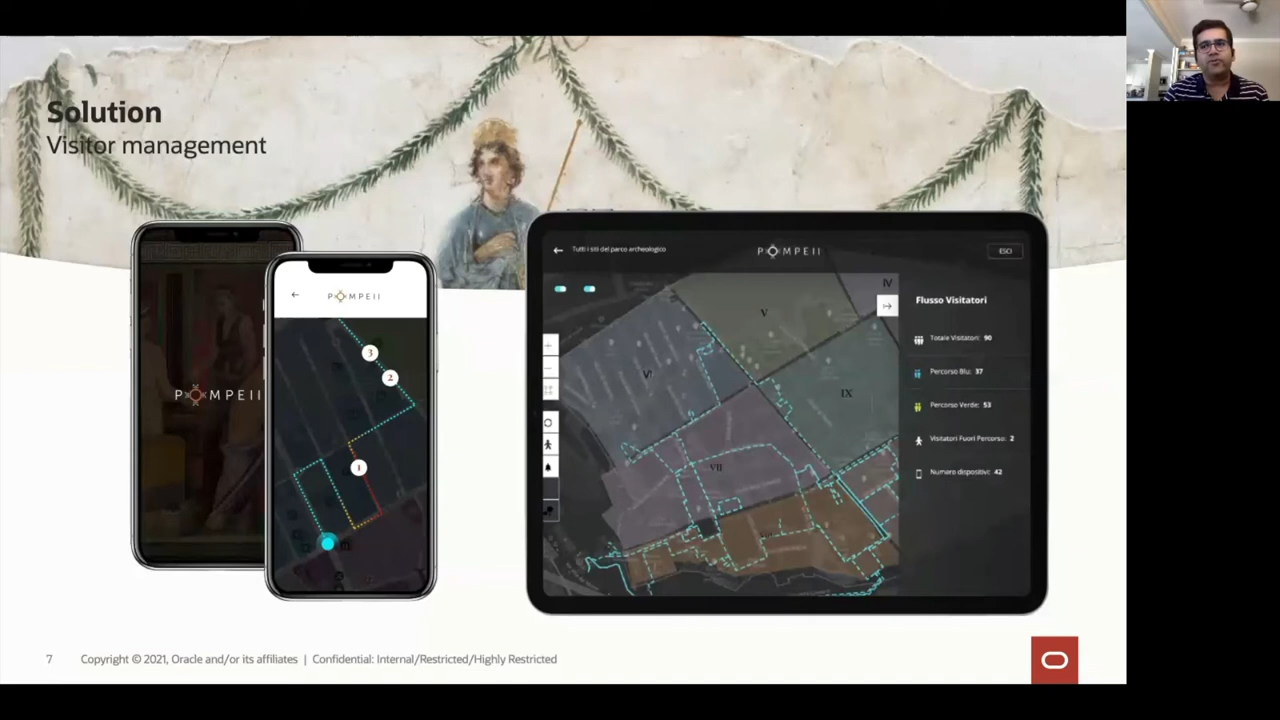 Solution
Visitor management
POMPEII
POMPEII
3
2
1
Tutti i siti del parco archeologico
POMPEII
ESCI
IV
V
VI
IX
VII
Flusso Visitatori
Totale Visitatori: 90
Percorso Blu: 37
Percorso Verde: 53
Visitatori Fuori Percorso: 2
Numero dispositivi: 42
7 Copyright © 2021, Oracle and/or its affiliates | Confidential: Internal/Restricted/Highly Restricted